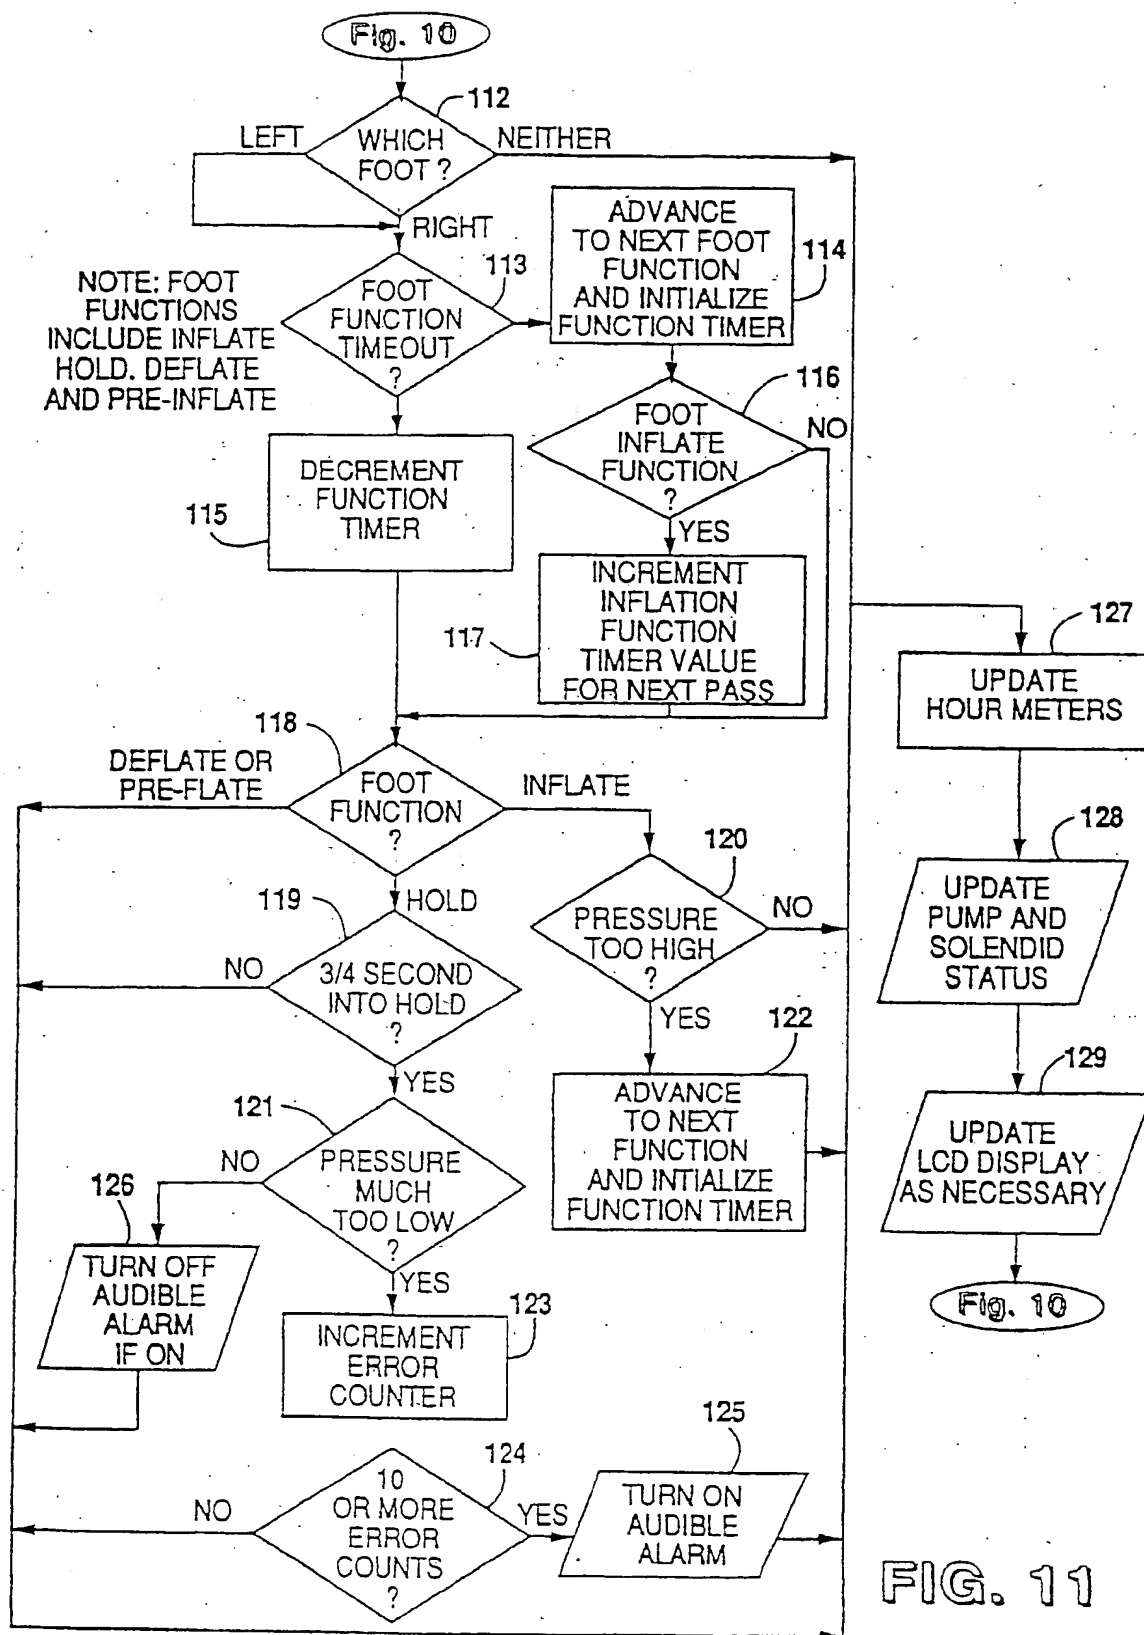 Fig. 10
112
LEFT
WHICH
FOOT ?
NEITHER
RIGHT
NOTE: FOOT
FUNCTIONS
INCLUDE INFLATE
HOLD. DEFLATE
AND PRE-INFLATE
113
FOOT
FUNCTION
TIMEOUT
?
ADVANCE
TO NEXT FOOT
FUNCTION
AND INITIALIZE
FUNCTION TIMER
114
116
FOOT
INFLATE
FUNCTION
?
NO
YES
115
DECREMENT
FUNCTION
TIMER
117
INCREMENT
INFLATION
FUNCTION
TIMER VALUE
FOR NEXT PASS
118
DEFLATE OR
PRE-FLATE
FOOT
FUNCTION
?
INFLATE
HOLD
119
NO
3/4 SECOND
INTO HOLD
?
YES
120
PRESSURE
TOO HIGH
?
NO
YES
122
ADVANCE
TO NEXT
FUNCTION
AND INTIALIZE
FUNCTION TIMER
121
NO
PRESSURE
MUCH
TOO LOW
?
YES
126
TURN OFF
AUDIBLE
ALARM
IF ON
123
INCREMENT
ERROR
COUNTER
124
NO
10
OR MORE
ERROR
COUNTS
?
YES
125
TURN ON
AUDIBLE
ALARM
127
UPDATE
HOUR METERS
128
UPDATE
PUMP AND
SOLENDID
STATUS
129
UPDATE
LCD DISPLAY
AS NECESSARY
Fig. 10
FIG. 11